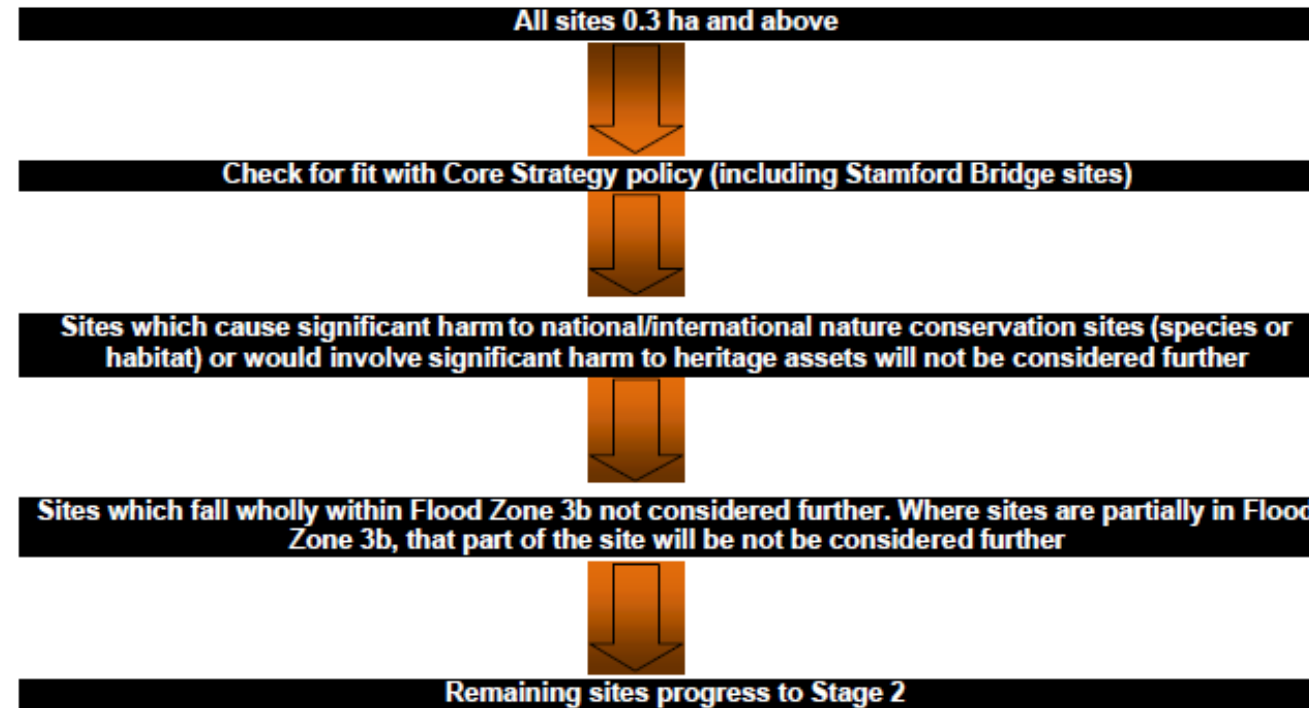 All sites 0.3 ha and above
Check for fit with Core Strategy policy (including Stamford Bridge sites)
Sites which cause significant harm to national/international nature conservation sites (species or
habitat) or would involve significant harm to heritage assets will not be considered further
Sites which fall wholly within Flood Zone 3b not considered further. Where sites are partially in Flood
Zone 3b, that part of the site will be not be considered further
Remaining sites progress to Stage 2